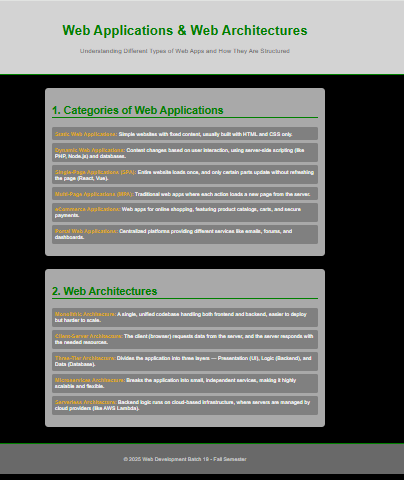 Web Applications & Web Architectures
Understanding Different Types of Web Apps and How They Are Structured
1. Categories of Web Applications
Static Web Applications: Simple websites with fixed content, usually built with HTML and CSS only.
Dynamic Web Applications: Content changes based on user interaction, using server-side scripting (like
PHP, Node.js) and databases.
Single-Page Applications (SPA): Entire website loads once, and only certain parts update without refreshing
the page (React, Vue).
Multi-Page Applications (MPA): Traditional web apps where each action loads a new page from the server.
eCommerce Applications: Web apps for online shopping, featuring product catalogs, carts, and secure
payments.
Portal Web Applications: Centralized platforms providing different services like emails, forums, and
dashboards.
2. Web Architectures
Monolithic Architecture: A single, unified codebase handling both frontend and backend, easier to deploy
but harder to scale.
Client-Server Architecture: The client (browser) requests data from the server, and the server responds with
the needed resources.
Three-Tier Architecture: Divides the application into three layers — Presentation (UI), Logic (Backend), and
Data (Database).
Microservices Architecture: Breaks the application into small, independent services, making it highly
scalable and flexible.
Serverless Architecture: Backend logic runs on cloud-based infrastructure, where servers are managed by
cloud providers (like AWS Lambda).
© 2025 Web Development Batch 19 - Fall Semester